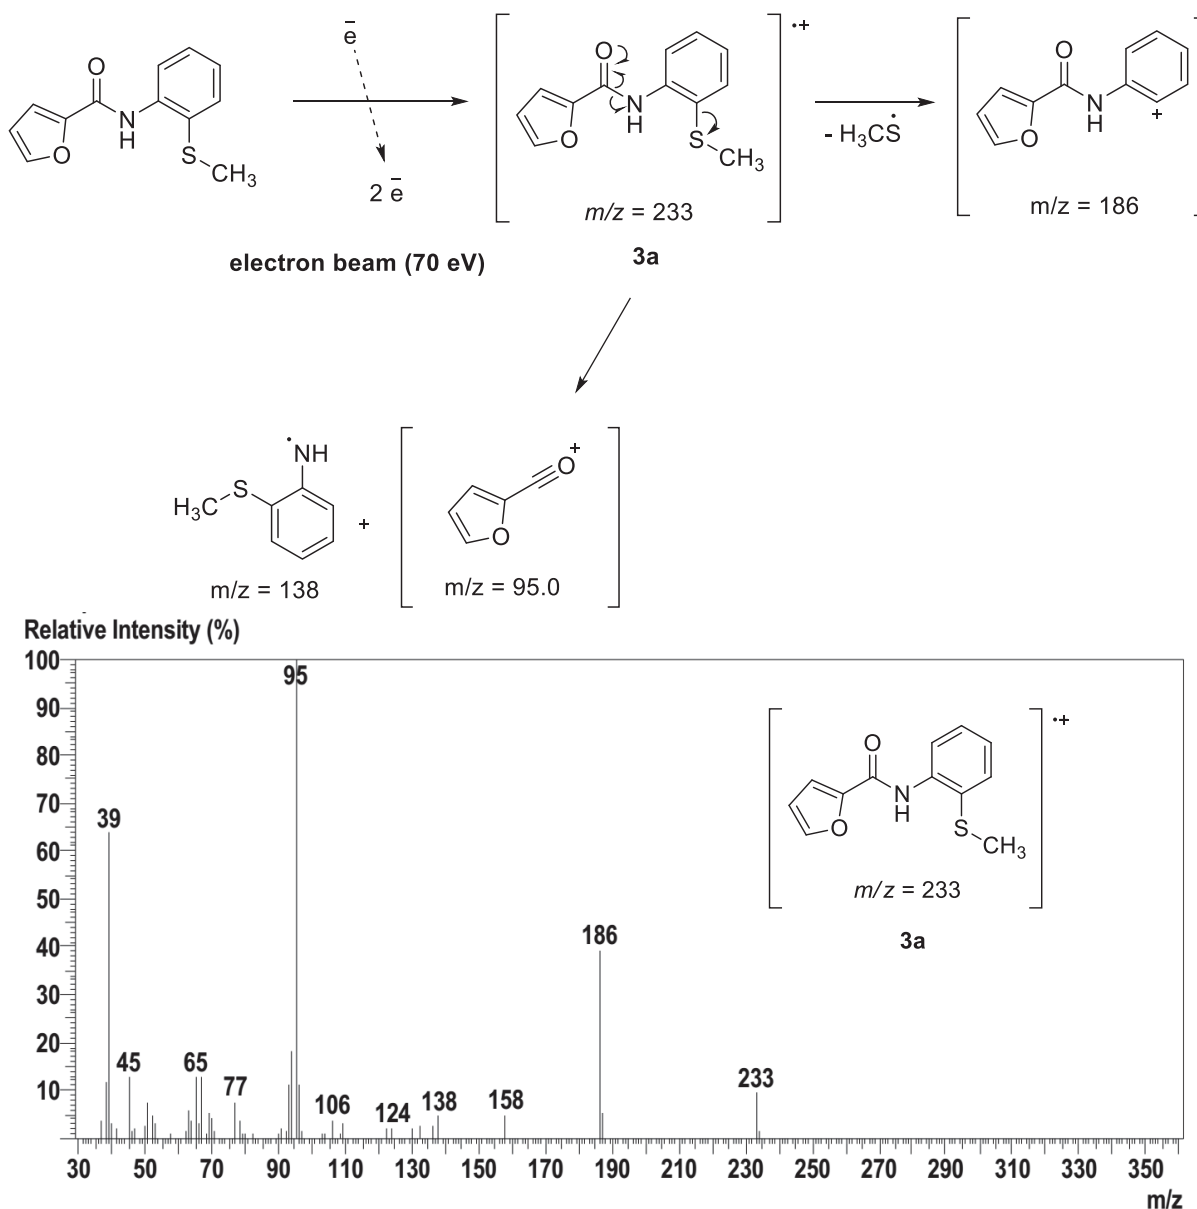 O
N
H
O
S
CH3
e̅
2 e̅
electron beam (70 eV)
O
N
H
O
S
CH3
•+
m/z = 233
3a
- H3CS•
O
N
H
O
+
m/z = 186
•NH
S
H3C
m/z = 138
+
O+
O
m/z = 95.0
Relative Intensity (%)
100
90
80
70
60
50
40
30
20
10
39
45
65
77
95
106
124
138
158
186
233
O
N
H
O
S
CH3
•+
m/z = 233
3a
30 50 70 90 110 130 150 170 190 210 230 250 270 290 310 330 350
m/z